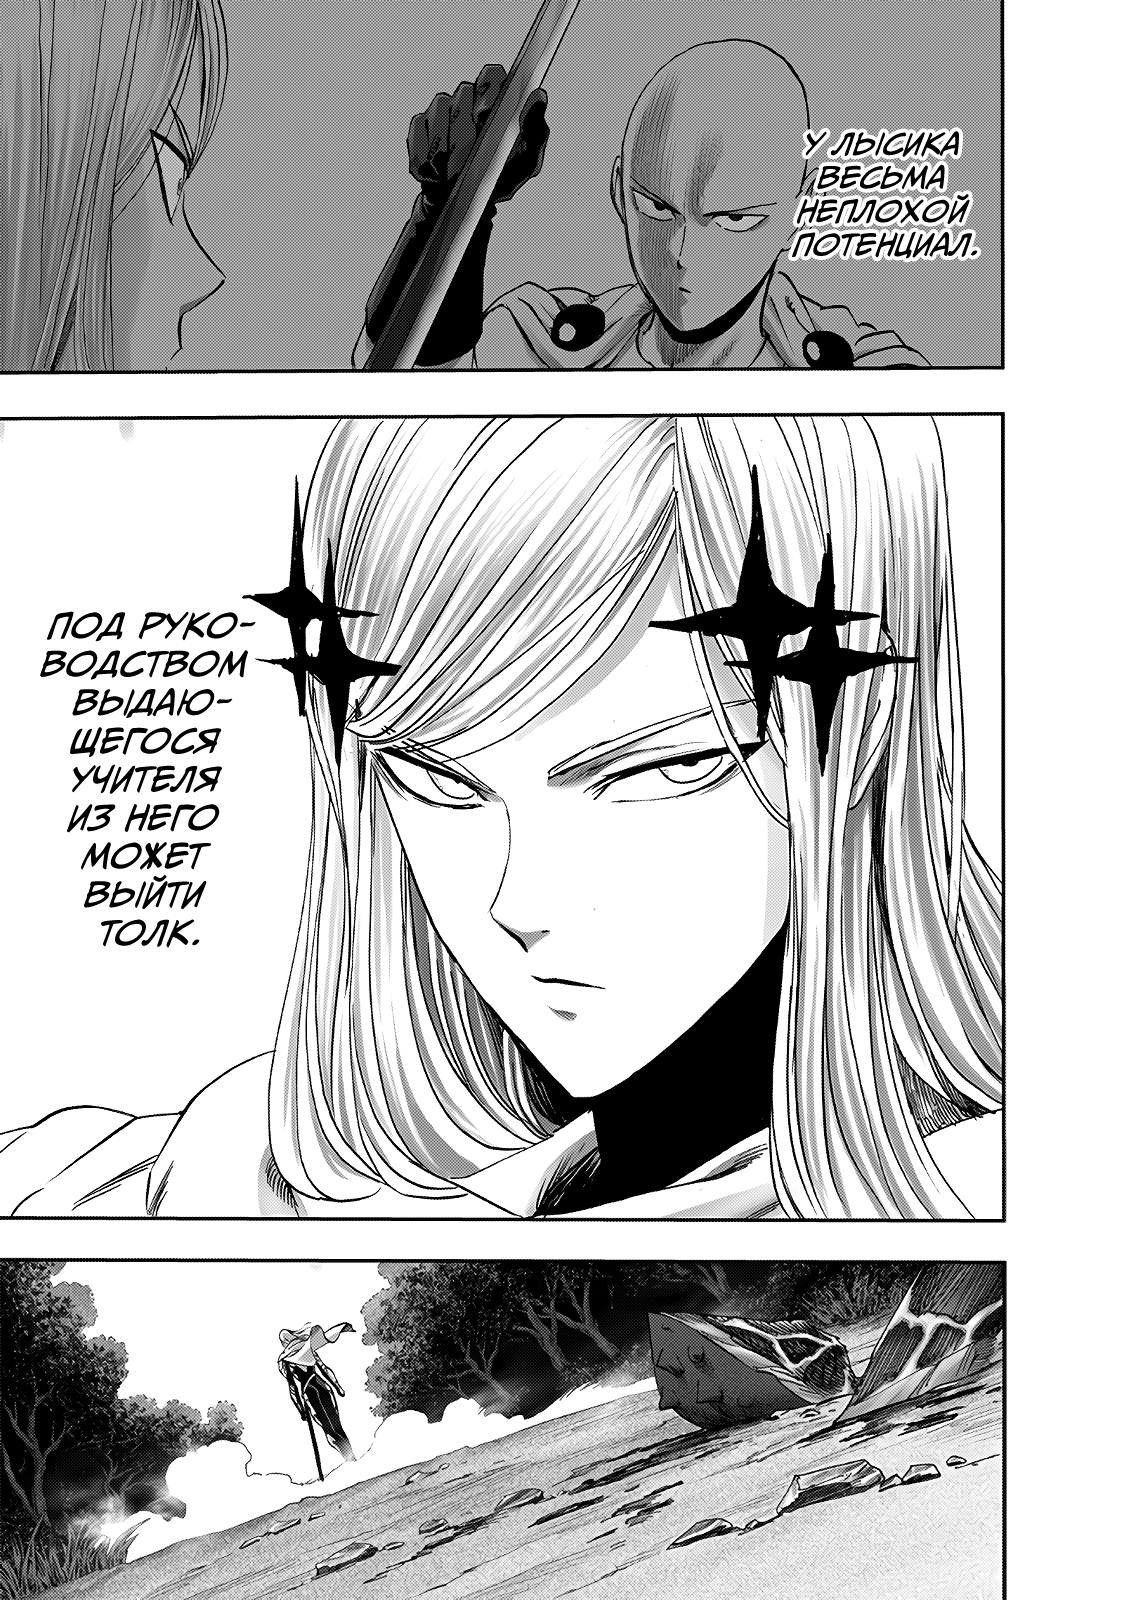 У ЛЫСИКА
ВЕСЬМА
НЕПЛОХОЙ
ПОТЕНЦИАЛ.
ПОД РУКО-
ВОДСТВОМ
ВЫДАЮ-
ЩЕГОСЯ
УЧИТЕЛЯ
ИЗ НЕГО
МОЖЕТ
ВЫЙТИ
ТОЛК.